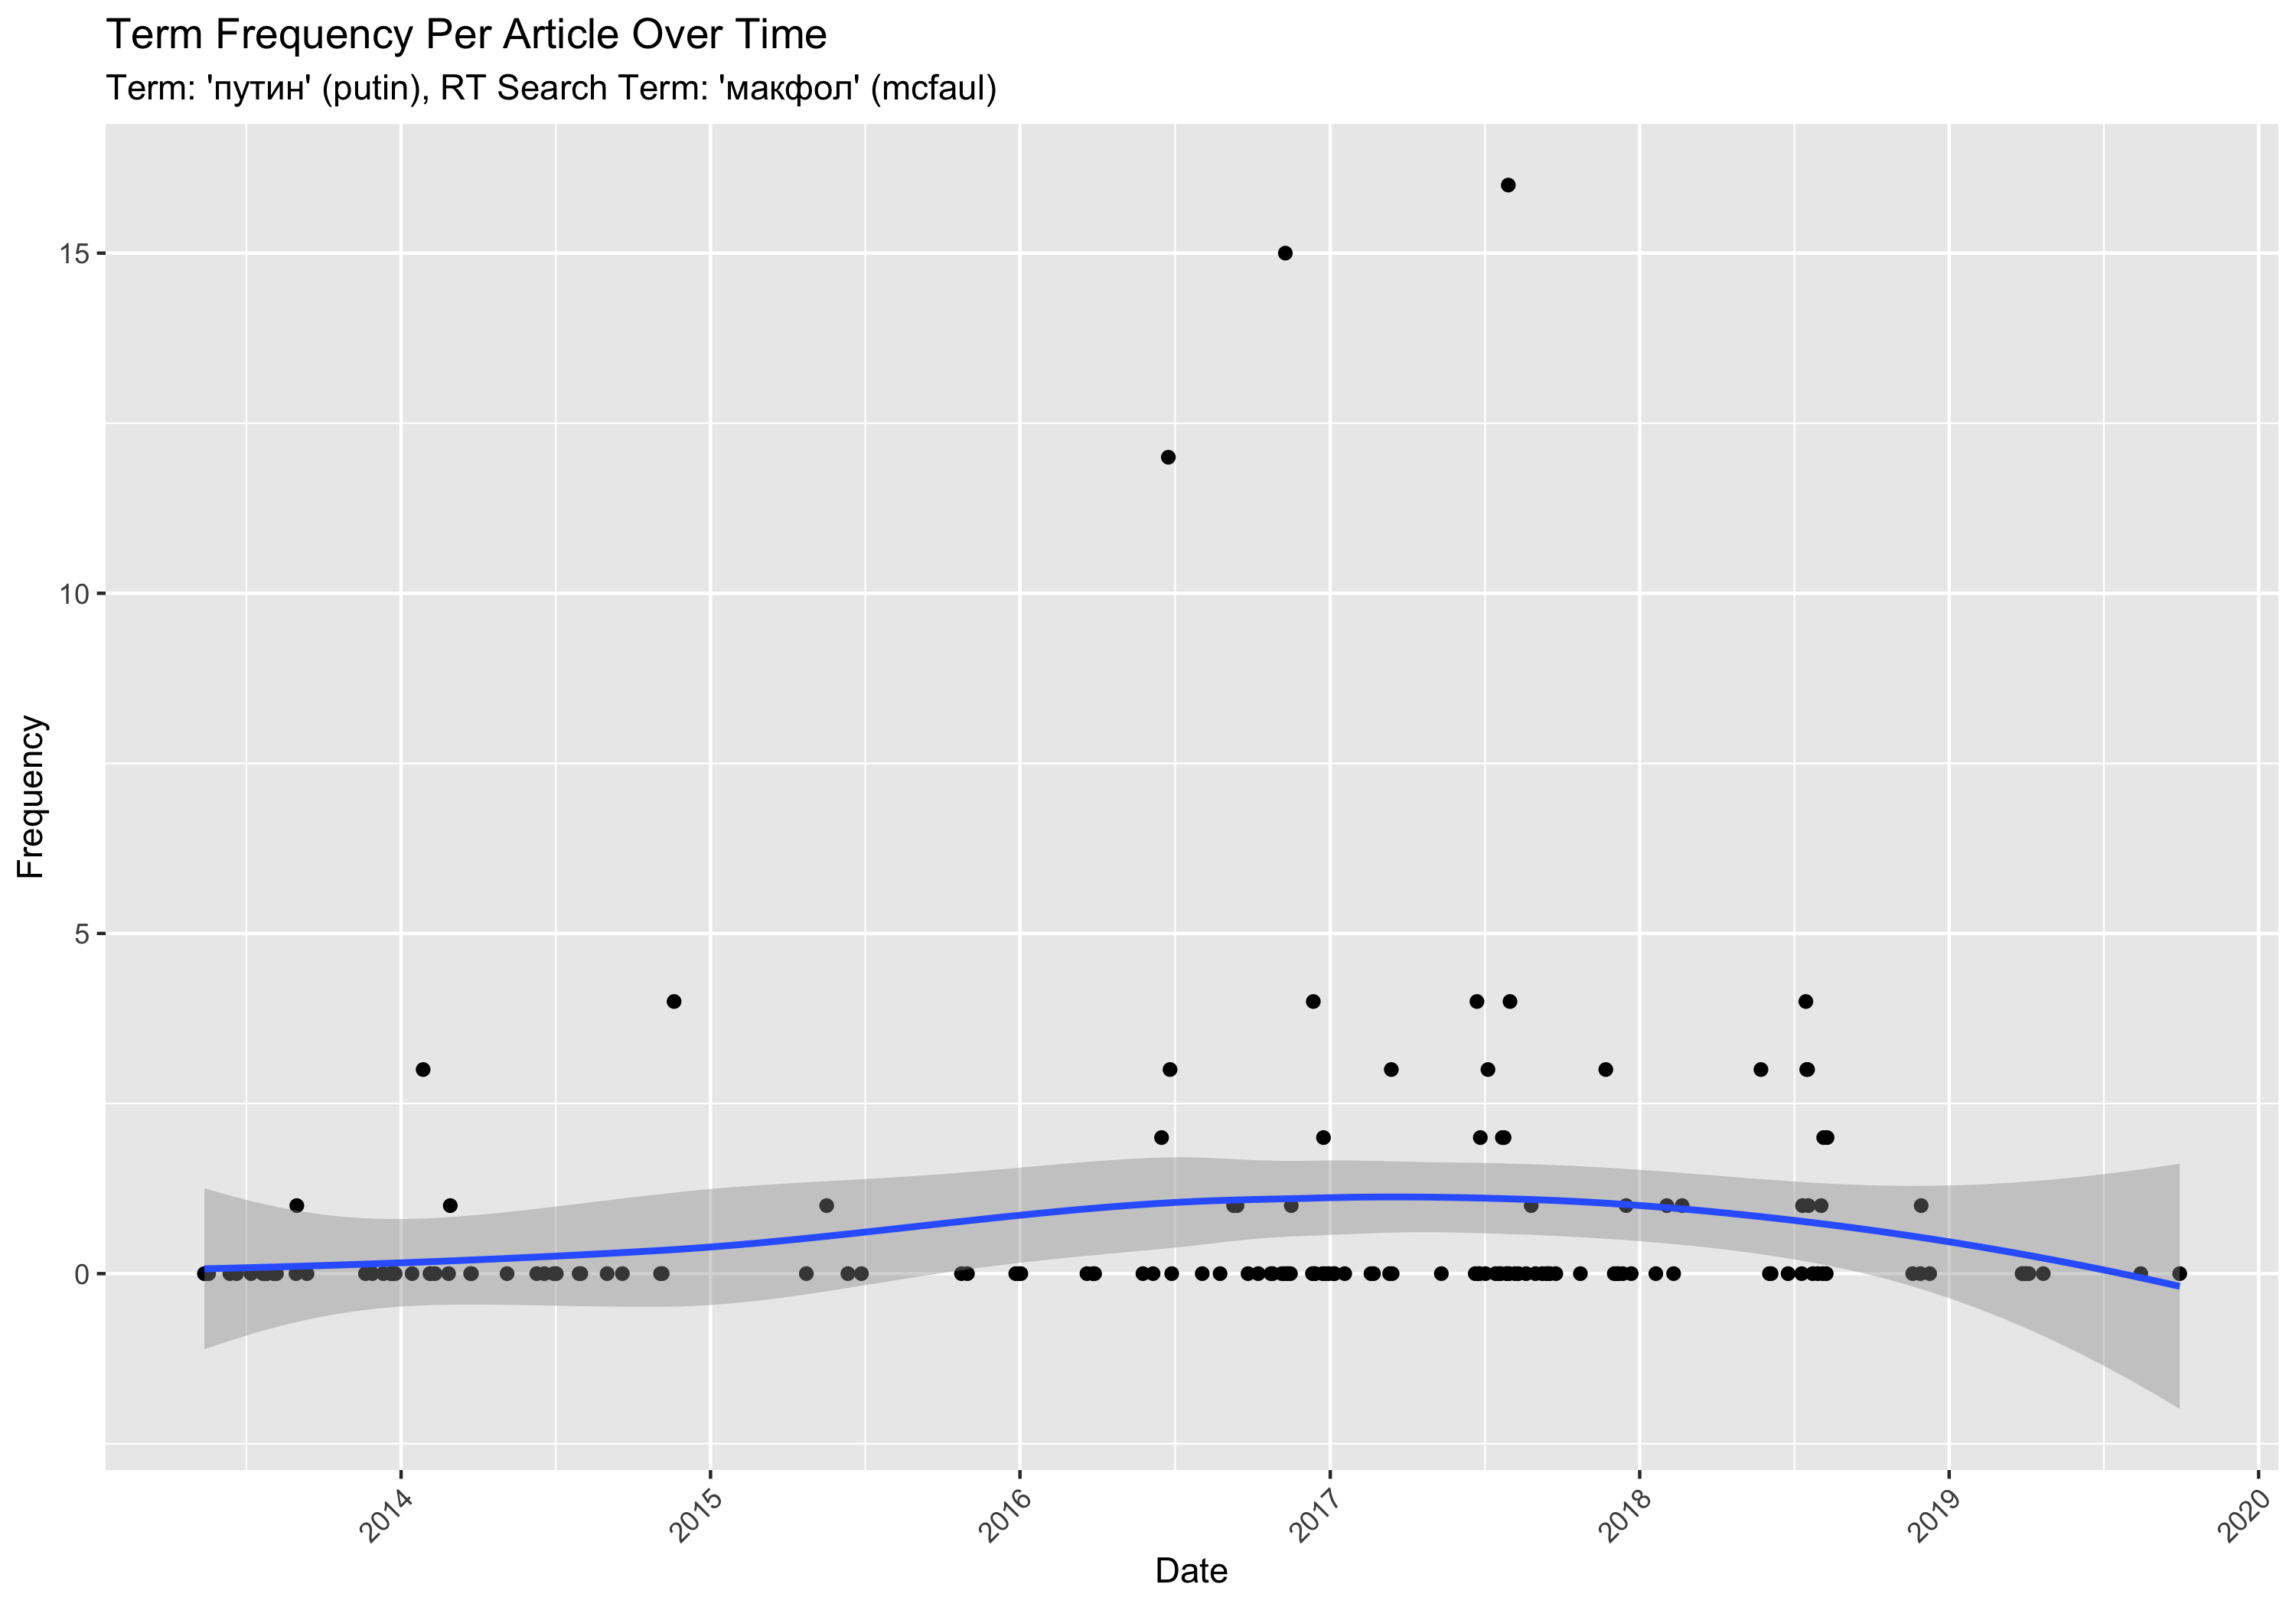 Term Frequency Per Article Over Time
Term: 'путин' (putin), RT Search Term: 'макфол' (mcfaul)
15
10
5
0
Frequency
2014
2015
2016
2017
2018
2019
2020
Date